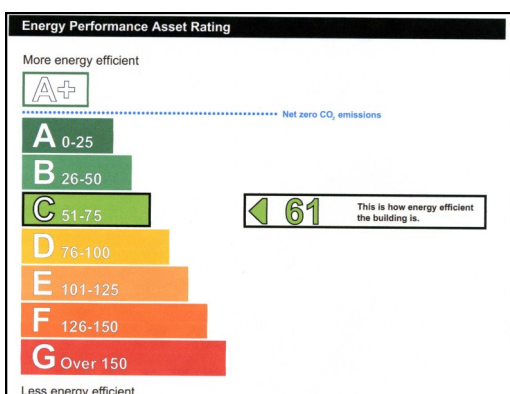 Energy Performance Asset Rating
More energy efficient
A+
Net zero CO₂ emissions
A 0-25
B 26-50
C 51-75
61
This is how energy efficient
the building is.
D 76-100
E 101-125
F 126-150
G Over 150
Less energy efficient